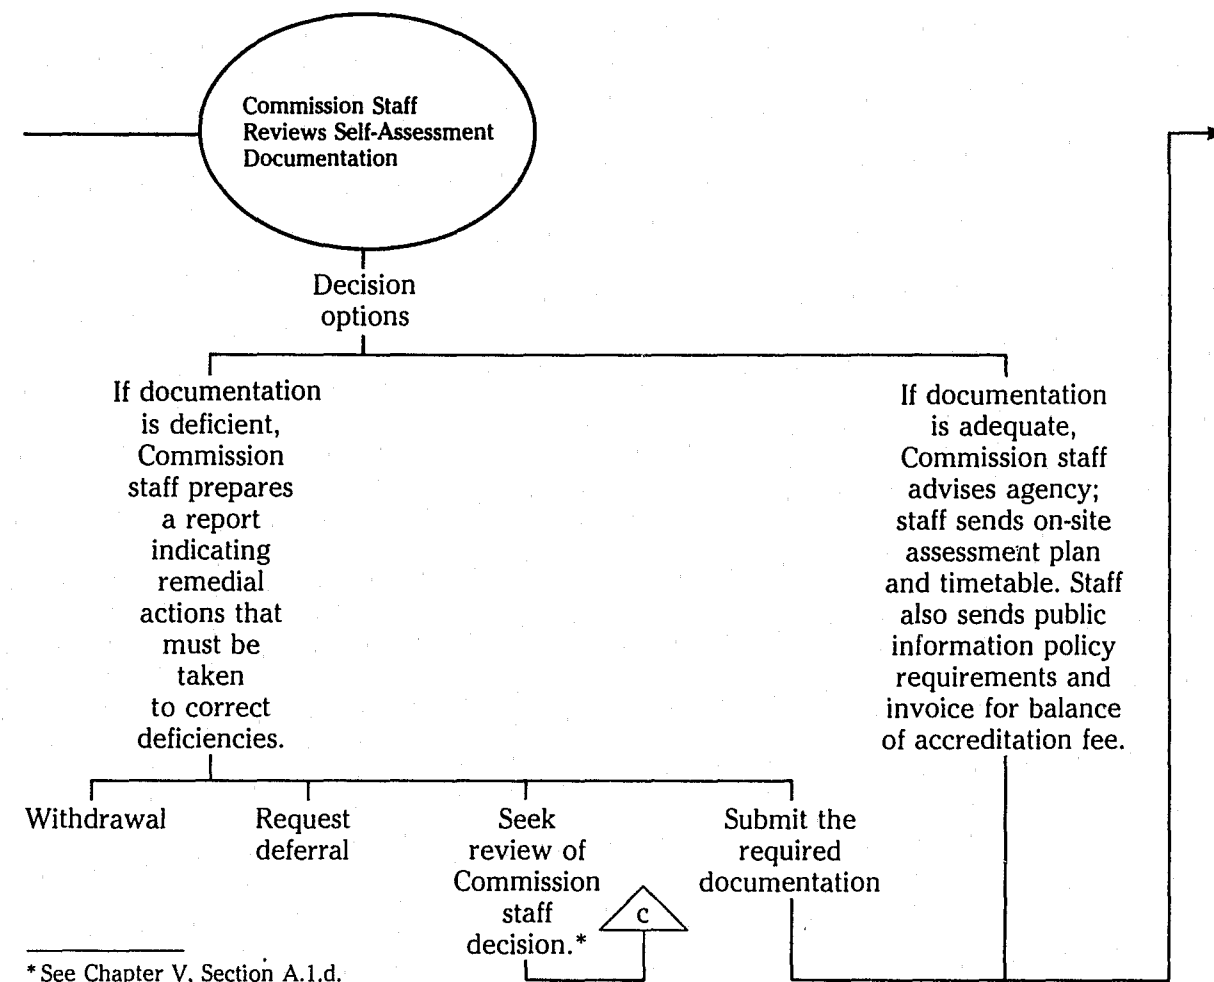 Commission Staff
Reviews Self-Assessment
Documentation
Decision
options
If documentation
is deficient,
Commission
staff prepares
a report
indicating
remedial
actions that
must be
taken
to correct
deficiencies.
If documentation
is adequate,
Commission staff
advises agency;
staff sends on-site
assessment plan
and timetable. Staff
also sends public
information policy
requirements and
invoice for balance
of accreditation fee.
Withdrawal
Request
deferral
Seek
review of
Commission
staff
decision.*
c
Submit the
required
documentation
* See Chapter V, Section A.1.d.